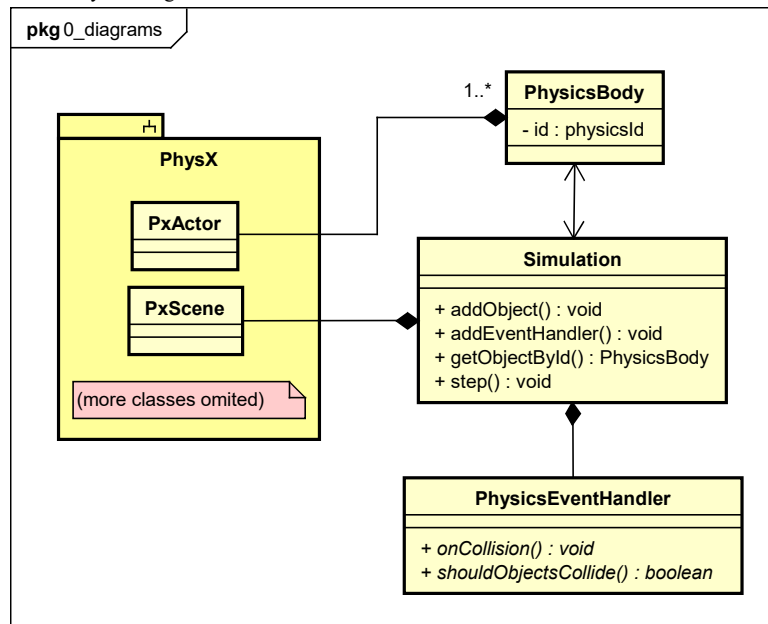 pkg 0_diagrams
1..*
PhysicsBody
- id : physicsId
PhysX
PxActor
PxScene
(more classes omited)
Simulation
+ addObject() : void
+ addEventHandler() : void
+ getObjectById() : PhysicsBody
+ step() : void
PhysicsEventHandler
+ onCollision() : void
+ shouldObjectsCollide() : boolean